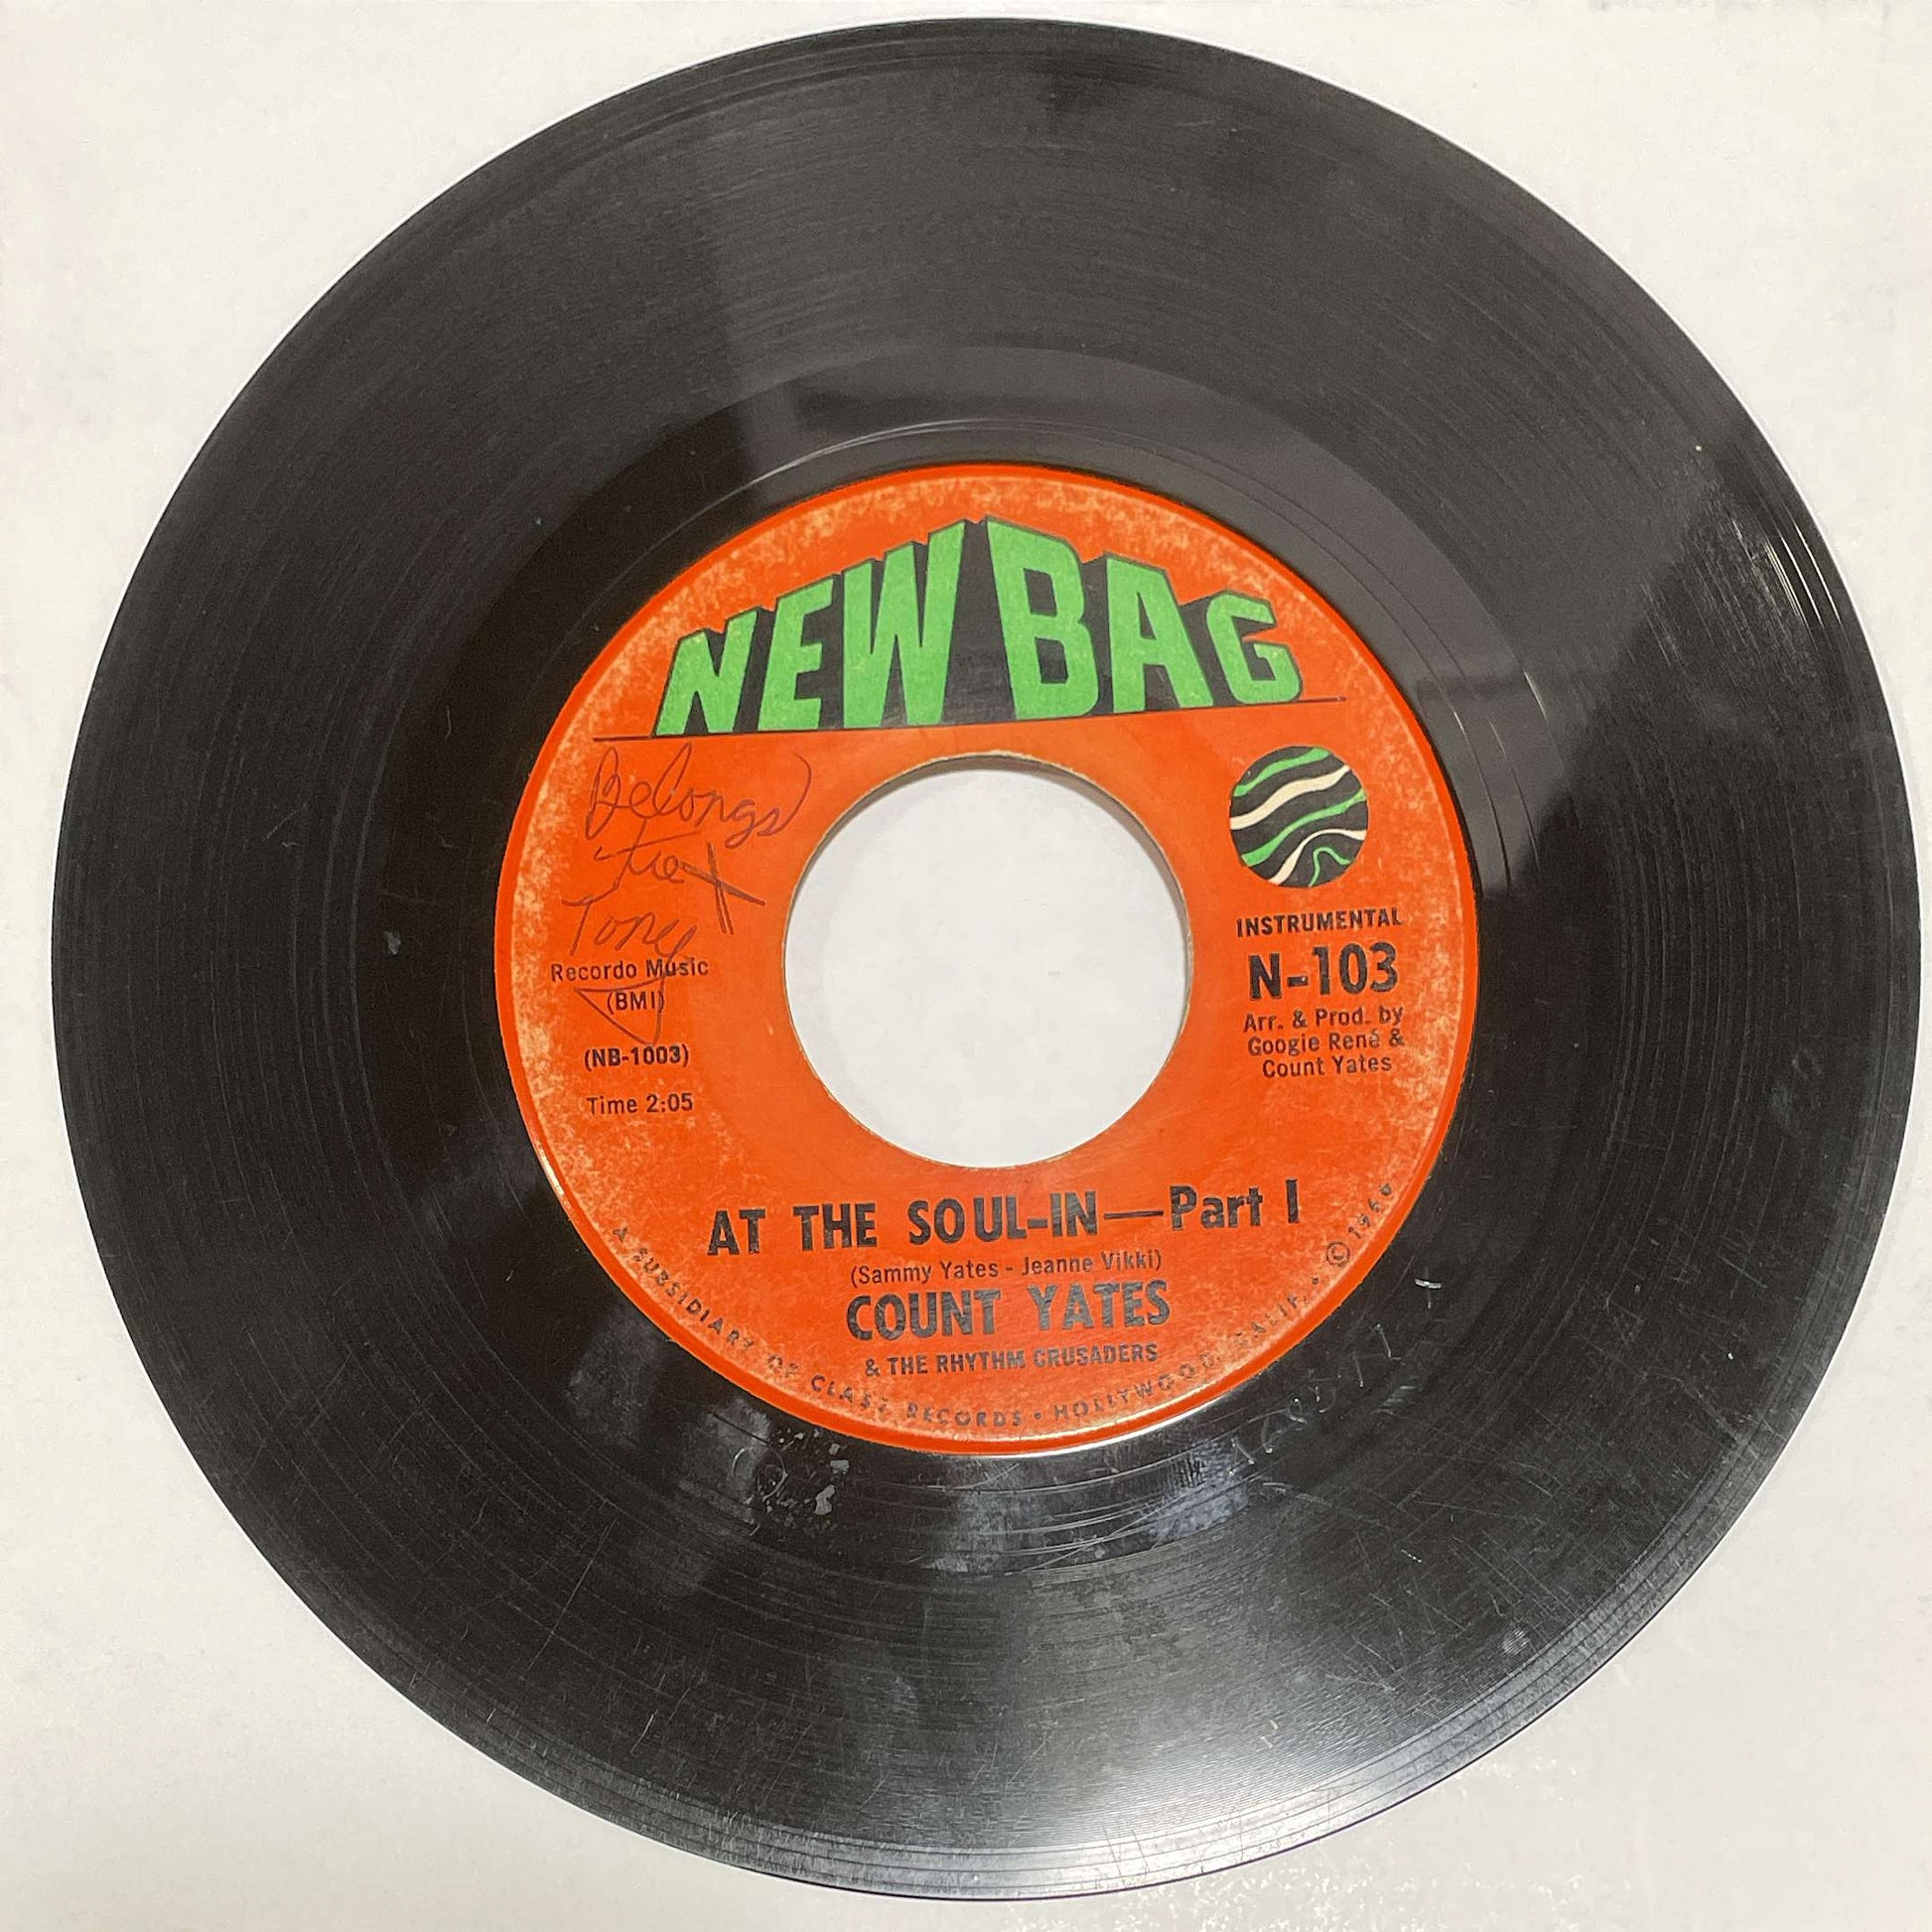 NEW BAG
Belongs
Tony
Recordo Music
(BMI)
(NB-1003)
Time 2:05
INSTRUMENTAL
N-103
Arr. & Prod. by
Googie René &
Count Yates
AT THE SOUL-IN—Part I
(Sammy Yates - Jeanne Vikki)
COUNT YATES
& THE RHYTHM CRUSADERS
A SUBSIDIARY OF CLASS RECORDS • HOLLYWOOD, CALIF. • ©